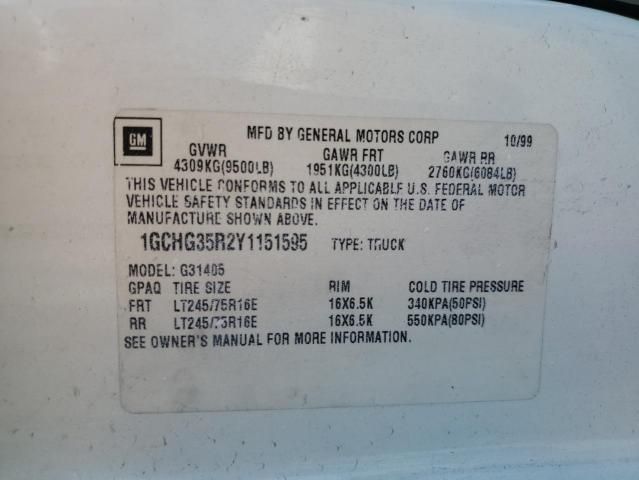 MFD BY GENERAL MOTORS CORP 10/99
GM
GVWR GAWR FRT GAWR RR
4309KG(9500LB) 1951KG(4300LB) 2760KG(6084LB)
THIS VEHICLE CONFORMS TO ALL APPLICABLE U.S. FEDERAL MOTOR
VEHICLE SAFETY STANDARDS IN EFFECT ON THE DATE OF
MANUFACTURE SHOWN ABOVE.
1GCHG35R2Y1151595 TYPE: TRUCK
MODEL: G31405
GPAQ TIRE SIZE RIM COLD TIRE PRESSURE
FRT LT245/75R16E 16X6.5K 340KPA(50PSI)
RR LT245/75R16E 16X6.5K 550KPA(80PSI)
SEE OWNER'S MANUAL FOR MORE INFORMATION.